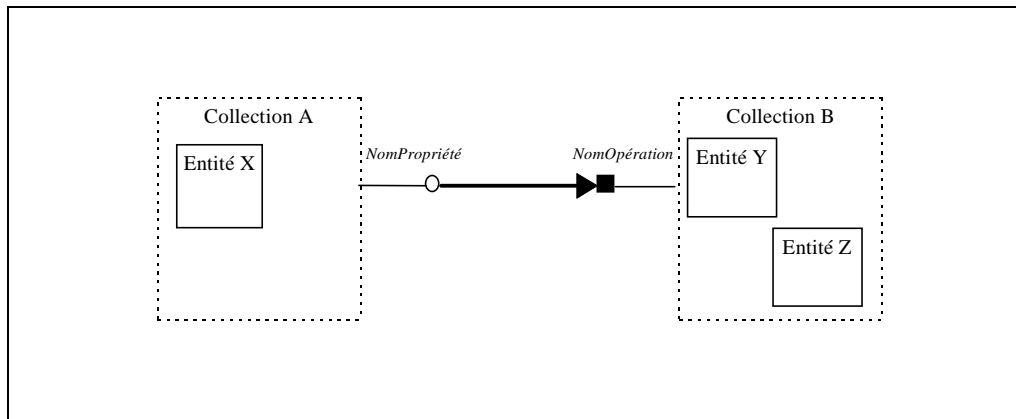 Collection A
Collection B
Entité X
NomPropriété
NomOpération
Entité Y
Entité Z